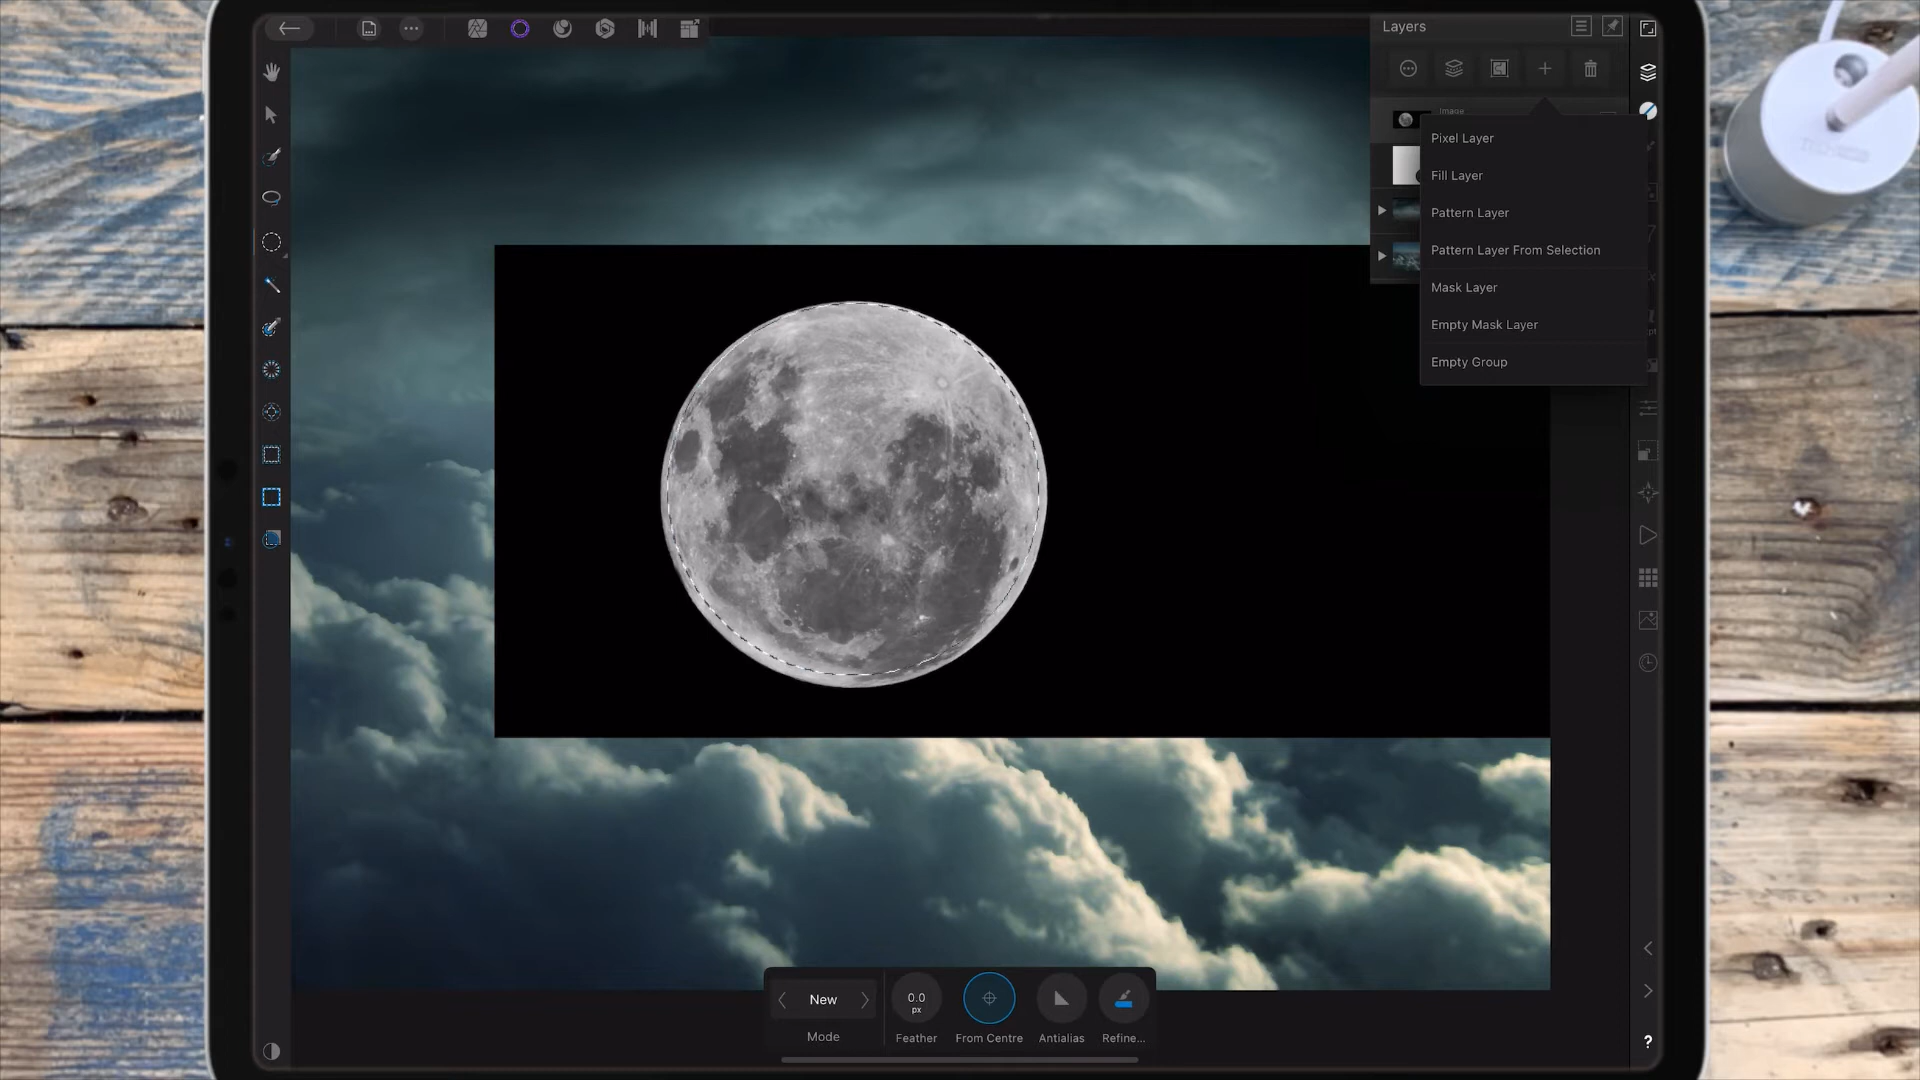 Layers
Image
Pixel Layer
Fill Layer
Pattern Layer
Pattern Layer From Selection
Mask Layer
Empty Mask Layer
Empty Group
New
Mode
0.0
px
Feather
From Centre
Antialias
Refine...
?